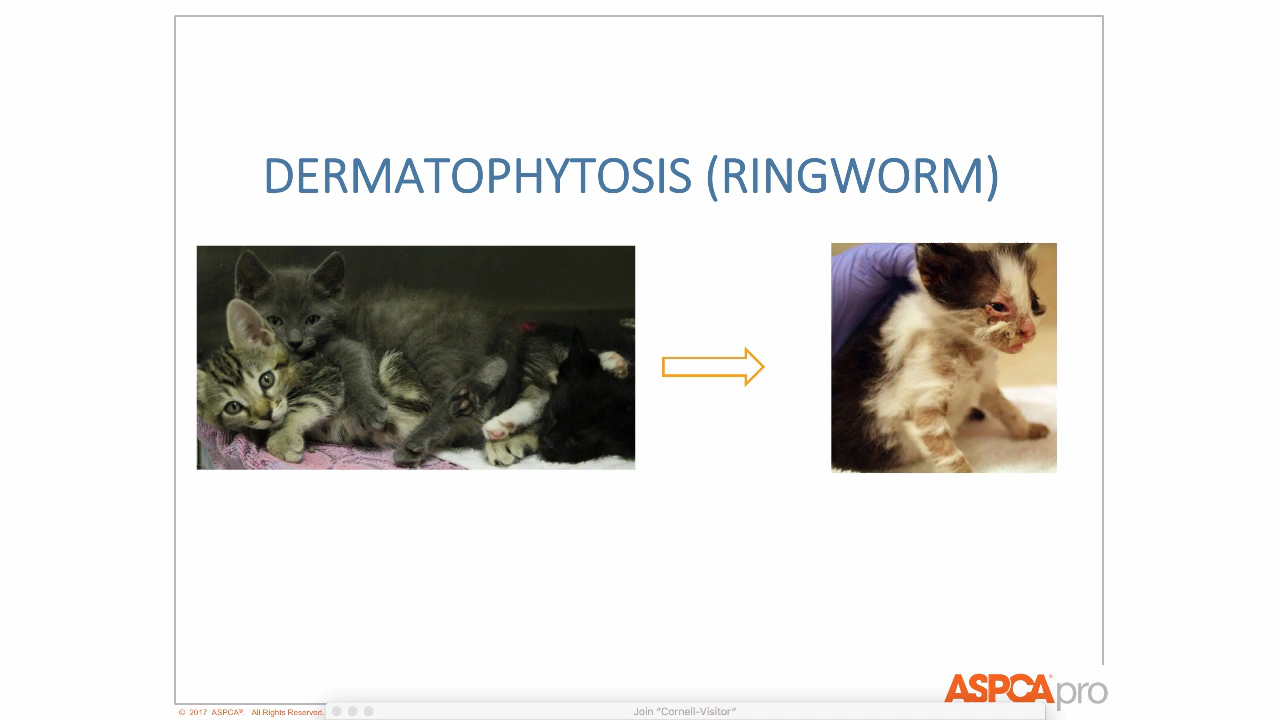 DERMATOPHYTOSIS (RINGWORM)
ASPCA® pro
© 2017 ASPCA®. All Rights Reserved.
Join "Cornell-Visitor"